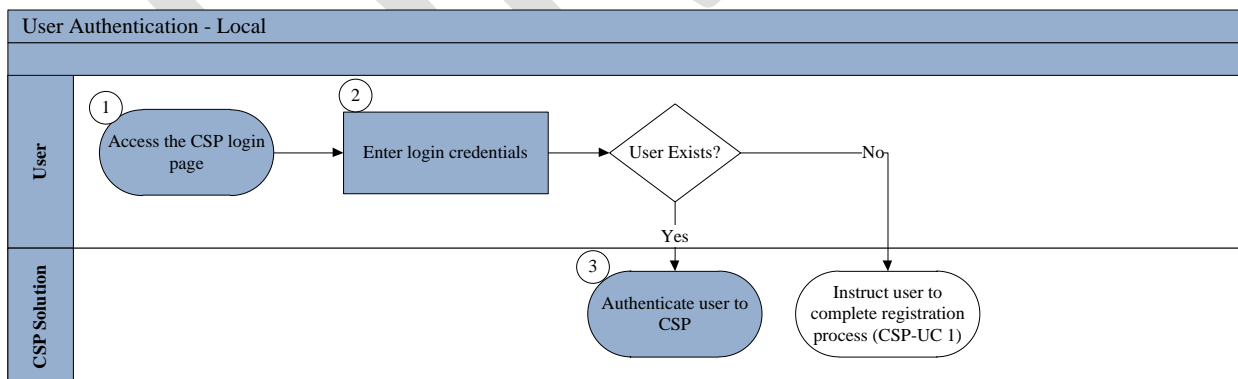 User Authentication - Local
User
1
Access the CSP login
page
2
Enter login credentials
User Exists?
No
Yes
CSP Solution
3
Authenticate user to
CSP
Instruct user to
complete registration
process (CSP-UC 1)